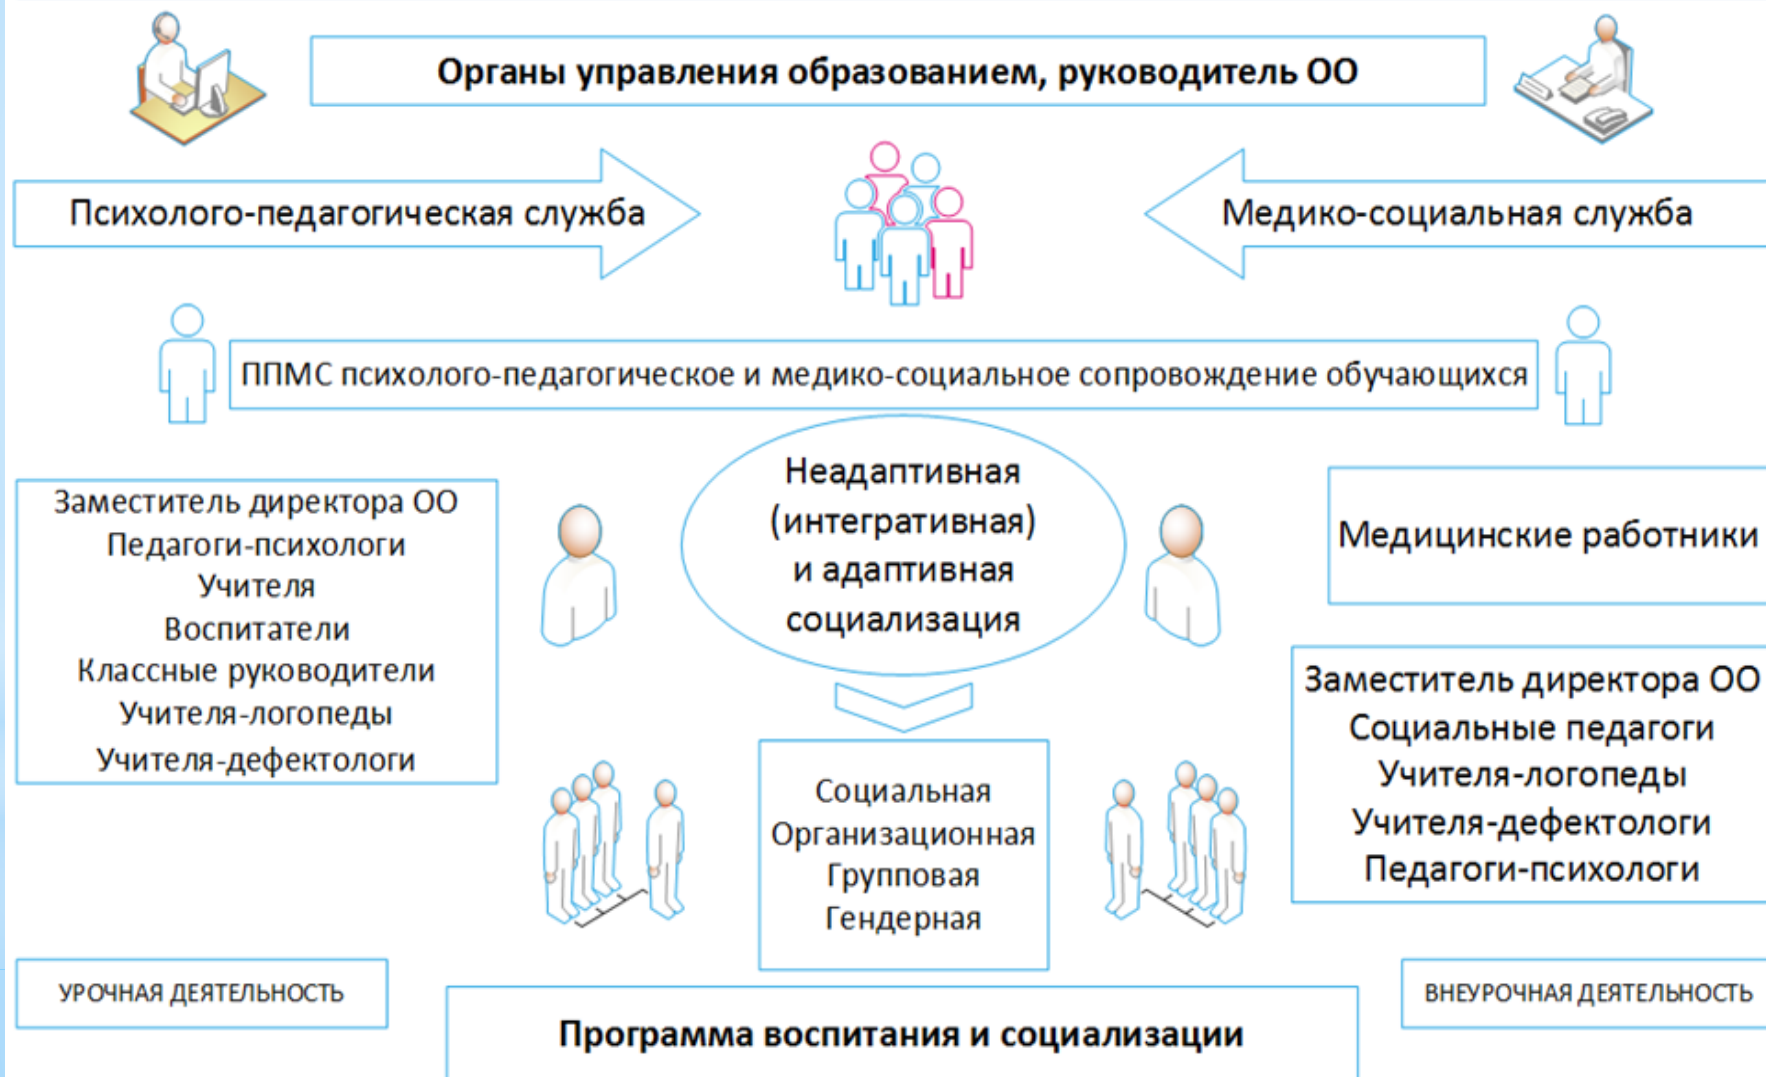 Органы управления образованием, руководитель ОО
Психолого-педагогическая служба
Медико-социальная служба
ППМС психолого-педагогическое и медико-социальное сопровождение обучающихся
Заместитель директора ОО
Педагоги-психологи
Учителя
Воспитатели
Классные руководители
Учителя-логопеды
Учителя-дефектологи
Неадаптивная
(интегративная)
и адаптивная
социализация
Медицинские работники
Заместитель директора ОО
Социальные педагоги
Учителя-логопеды
Учителя-дефектологи
Педагоги-психологи
Социальная
Организационная
Групповая
Гендерная
УРОЧНАЯ ДЕЯТЕЛЬНОСТЬ
ВНЕУРОЧНАЯ ДЕЯТЕЛЬНОСТЬ
Программа воспитания и социализации